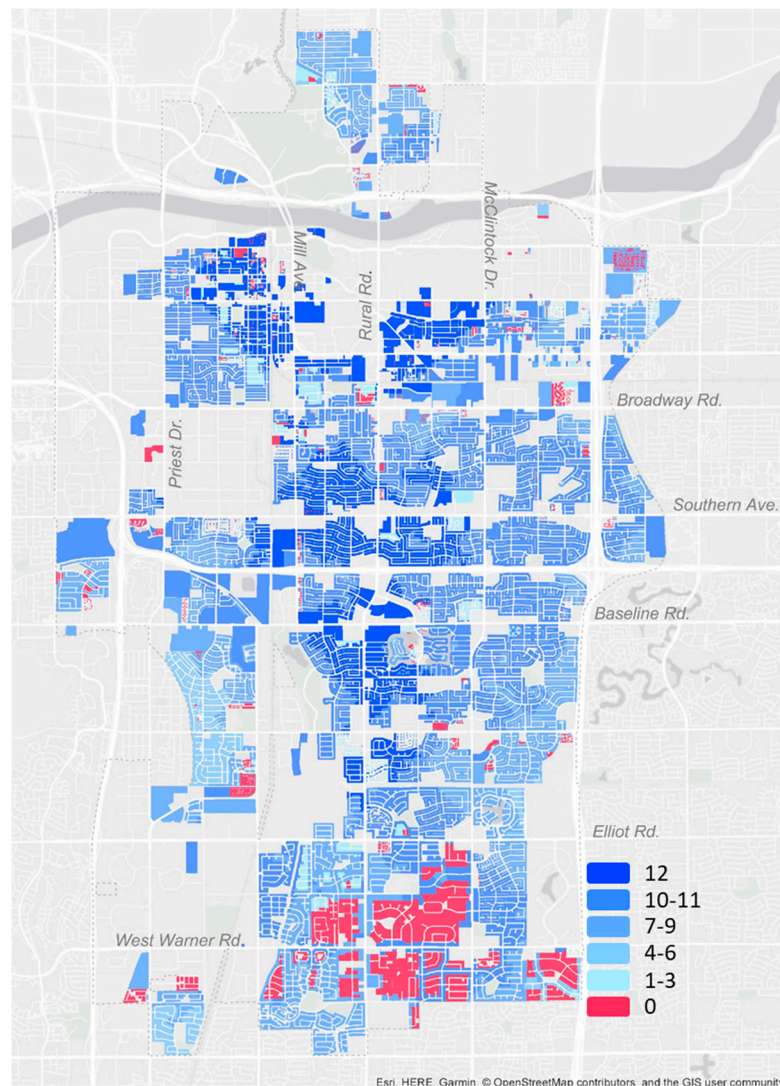 McClintock Dr.
Mill Ave.
Rural Rd.
Broadway Rd.
Priest Dr.
Southern Ave.
Baseline Rd.
Elliot Rd.
12
10-11
7-9
4-6
1-3
0
West Warner Rd.
Esri, HERE, Garmin, © OpenStreetMap contributors, and the GIS user communit